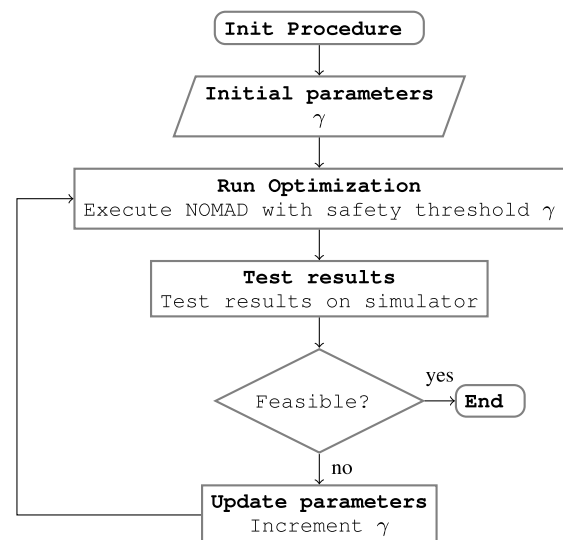 Init Procedure
Initial parameters
γ
Run Optimization
Execute NOMAD with safety threshold γ
Test results
Test results on simulator
Feasible?
yes
End
no
Update parameters
Increment γ